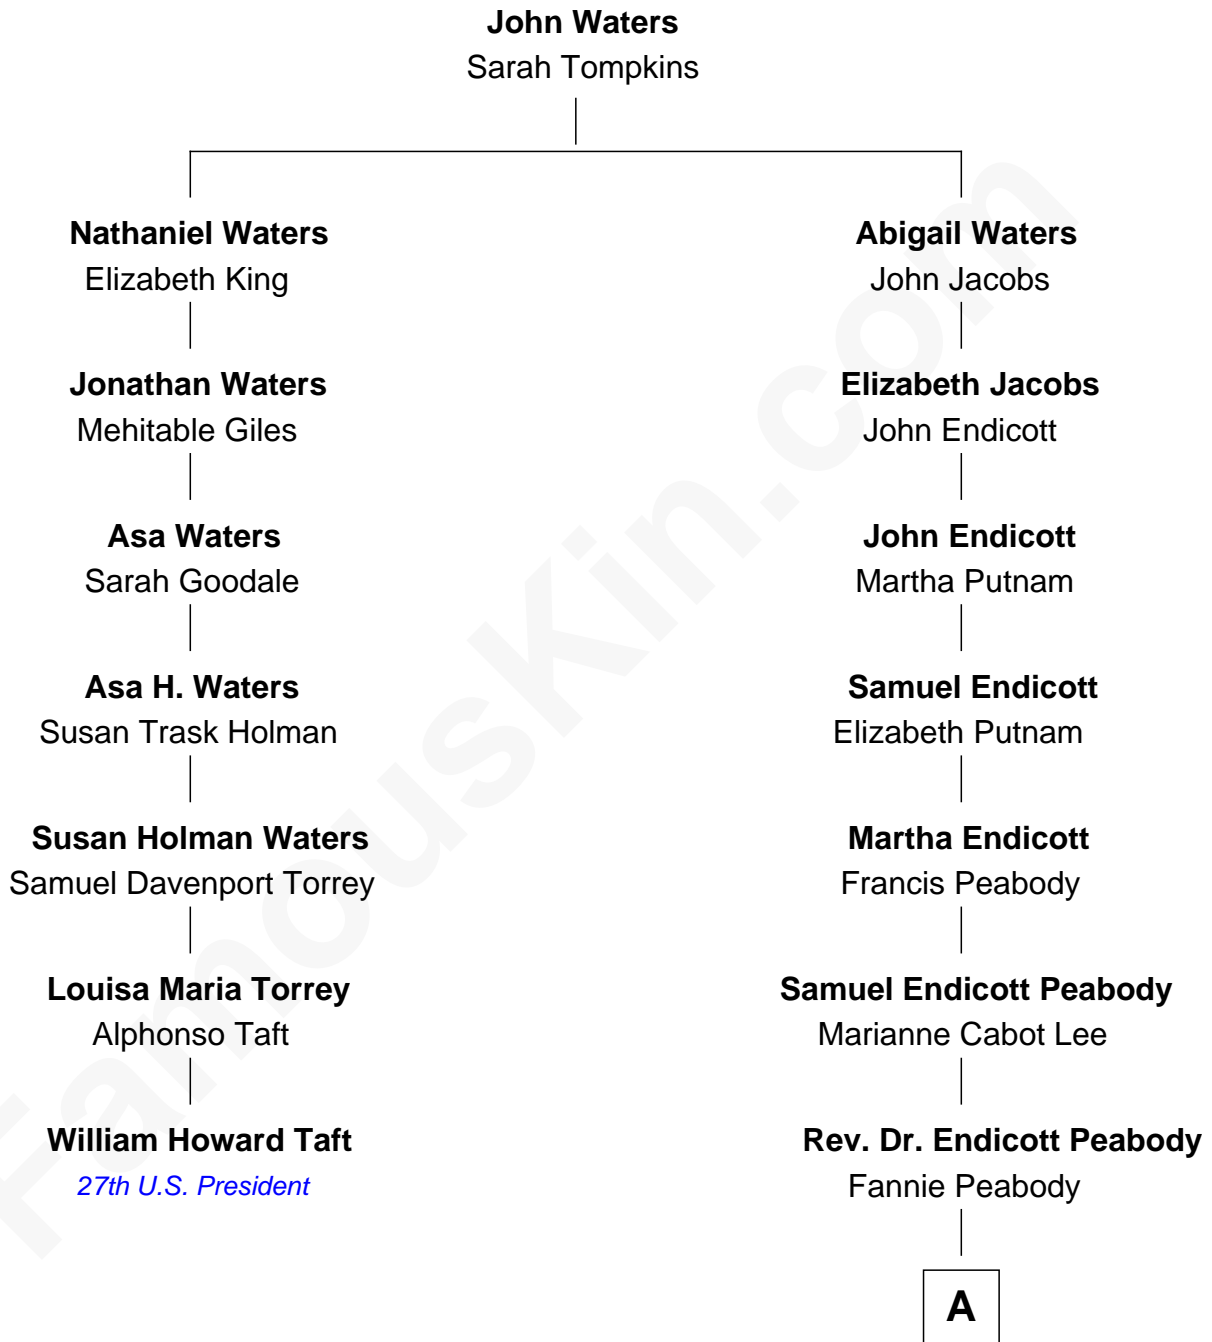 John Waters
Sarah Tompkins
Nathaniel Waters
Elizabeth King
Jonathan Waters
Mehitable Giles
Asa Waters
Sarah Goodale
Asa H. Waters
Susan Trask Holman
Susan Holman Waters
Samuel Davenport Torrey
Louisa Maria Torrey
Alphonso Taft
William Howard Taft
27th U.S. President
Abigail Waters
John Jacobs
Elizabeth Jacobs
John Endicott
John Endicott
Martha Putnam
Samuel Endicott
Elizabeth Putnam
Martha Endicott
Francis Peabody
Samuel Endicott Peabody
Marianne Cabot Lee
Rev. Dr. Endicott Peabody
Fannie Peabody
A
FamousKin.com